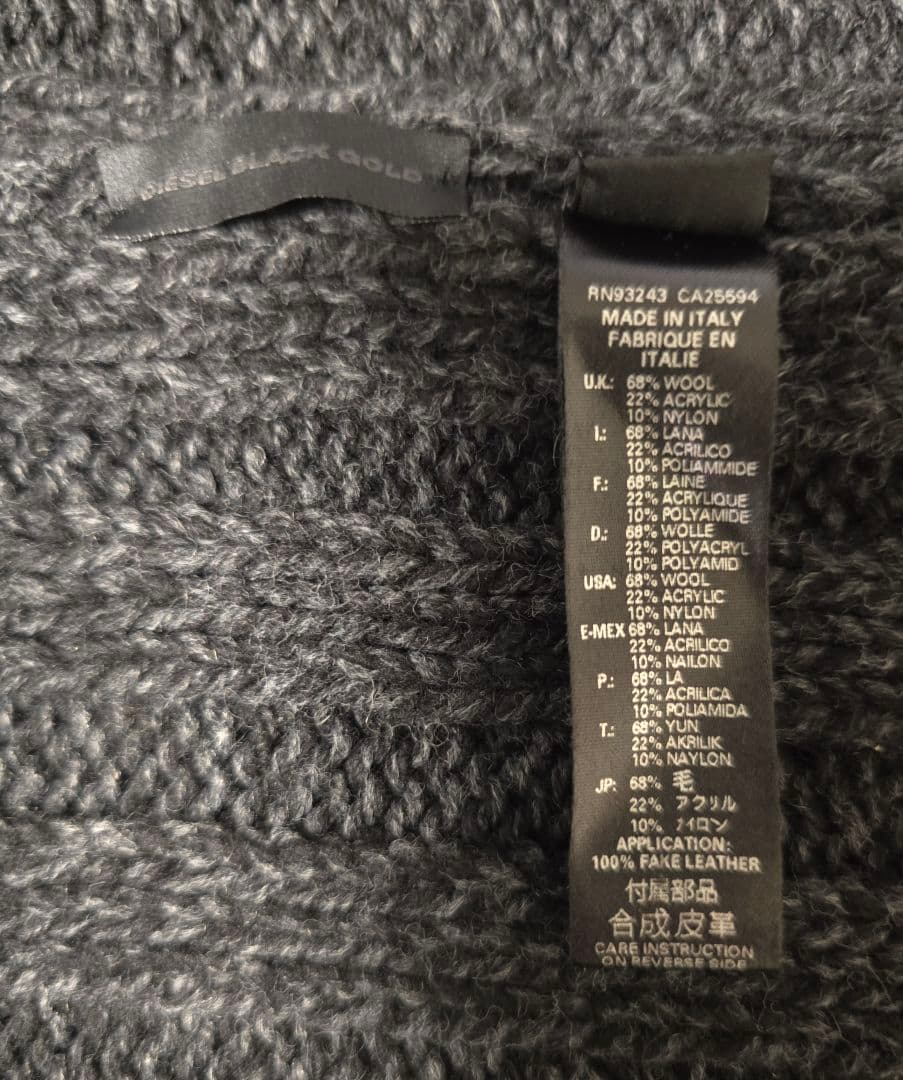 DIESEL BLACK GOLD
RN93243 CA25594
MADE IN ITALY
FABRIQUE EN
ITALIE
U.K.: 68% WOOL
22% ACRYLIC
10% NYLON
I.: 68% LANA
22% ACRILICO
10% POLIAMMIDE
F.: 68% LAINE
22% ACRYLIQUE
10% POLYAMIDE
D.: 68% WOLLE
22% POLYACRYL
10% POLYAMID
USA: 68% WOOL
22% ACRYLIC
10% NYLON
E-MEX 68% LANA
22% ACRILICO
10% NAILON
P.: 68% LA
22% ACRILICA
10% POLIAMIDA
T.: 68% YUN
22% AKRILIK
10% NAYLON
JP: 68% 毛
22% アクリル
10% ナイロン
APPLICATION:
100% FAKE LEATHER
付属部品
合成皮革
CARE INSTRUCTION
ON REVERSE SIDE